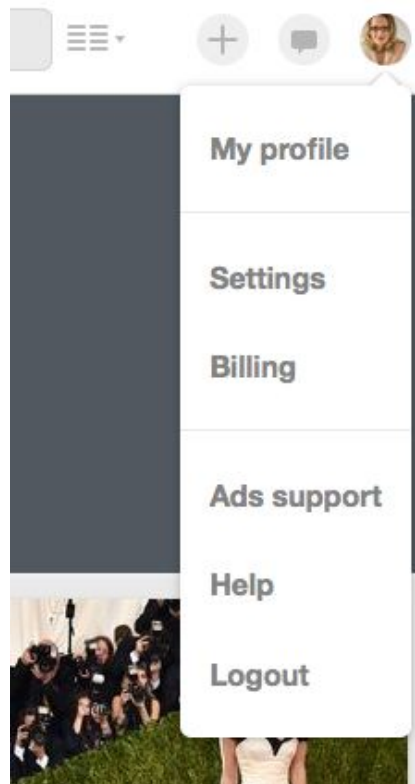 My profile
Settings
Billing
Ads support
Help
Logout